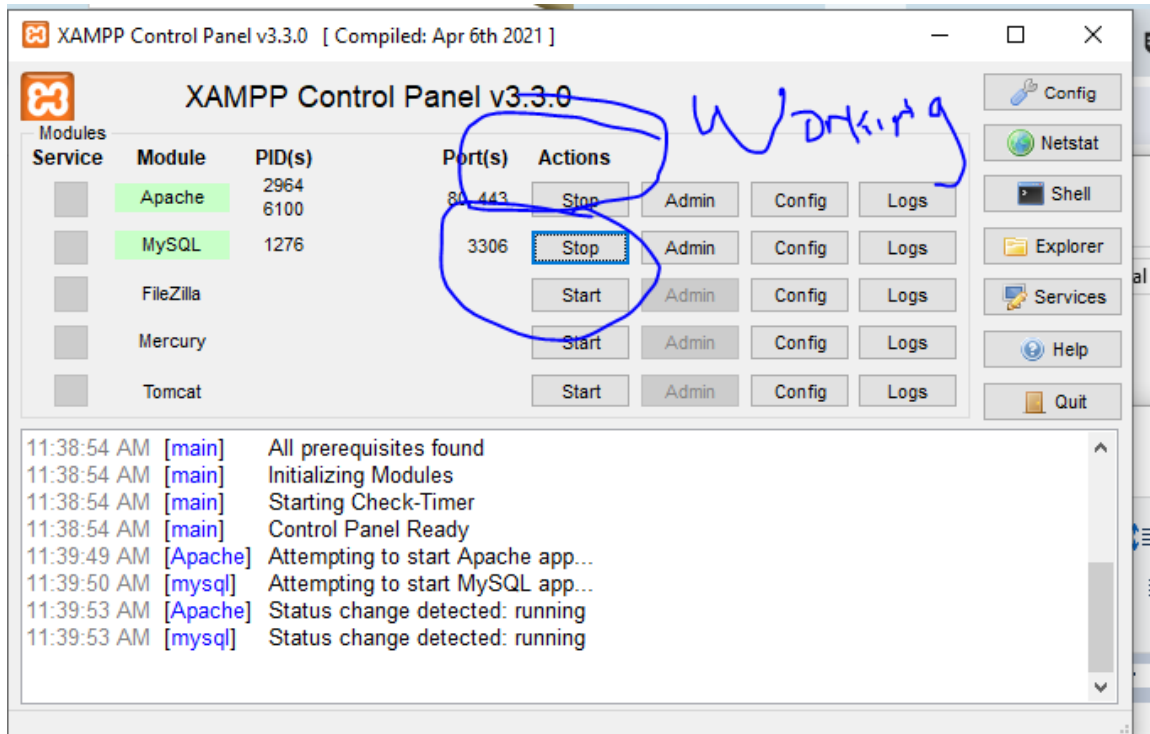 XAMPP Control Panel v3.3.0 [ Compiled: Apr 6th 2021 ]
XAMPP Control Panel v3.3.0
Working
Config
Modules
Service Module PID(s) Port(s) Actions
Netstat
Apache 2964 6100 80, 443 Stop Admin Config Logs
Shell
MySQL 1276 3306 Stop Admin Config Logs
Explorer
FileZilla Start Admin Config Logs
Services
Mercury Start Admin Config Logs
Help
Tomcat Start Admin Config Logs
Quit
11:38:54 AM [main] All prerequisites found
11:38:54 AM [main] Initializing Modules
11:38:54 AM [main] Starting Check-Timer
11:38:54 AM [main] Control Panel Ready
11:39:49 AM [Apache] Attempting to start Apache app...
11:39:50 AM [mysql] Attempting to start MySQL app...
11:39:53 AM [Apache] Status change detected: running
11:39:53 AM [mysql] Status change detected: running